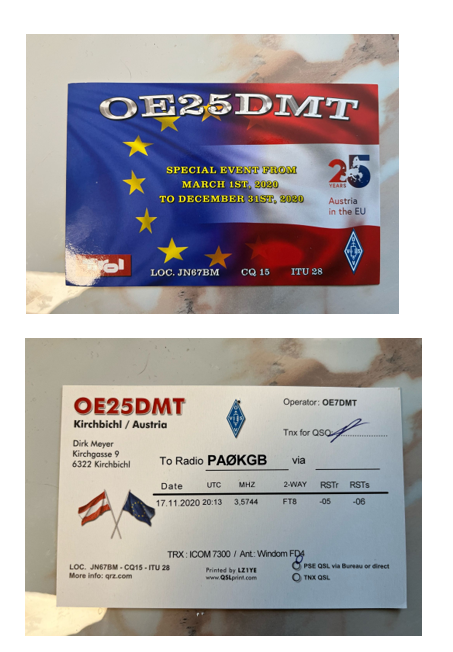 OE25DMT
SPECIAL EVENT FROM
MARCH 1ST, 2020
TO DECEMBER 31ST, 2020
25
YEARS
Austria
in the EU
LOC. JN67BM CQ 15 ITU 28
OE25DMT
Kirchbichl / Austria
Operator: OE7DMT
Dirk Meyer
Kirchgasse 9
6322 Kirchbichl
Tnx for QSO:
To Radio PAØKGB via
Date UTC MHZ 2-WAY RSTr RSTs
17.11.2020 20:13 3,5744 FT8 -05 -06
TRX : ICOM 7300 / Ant.: Windom FD4
LOC. JN67BM - CQ15 - ITU 28
More info: qrz.com
Printed by LZ1YE
www.QSLprint.com
PSE QSL via Bureau or direct
TNX QSL